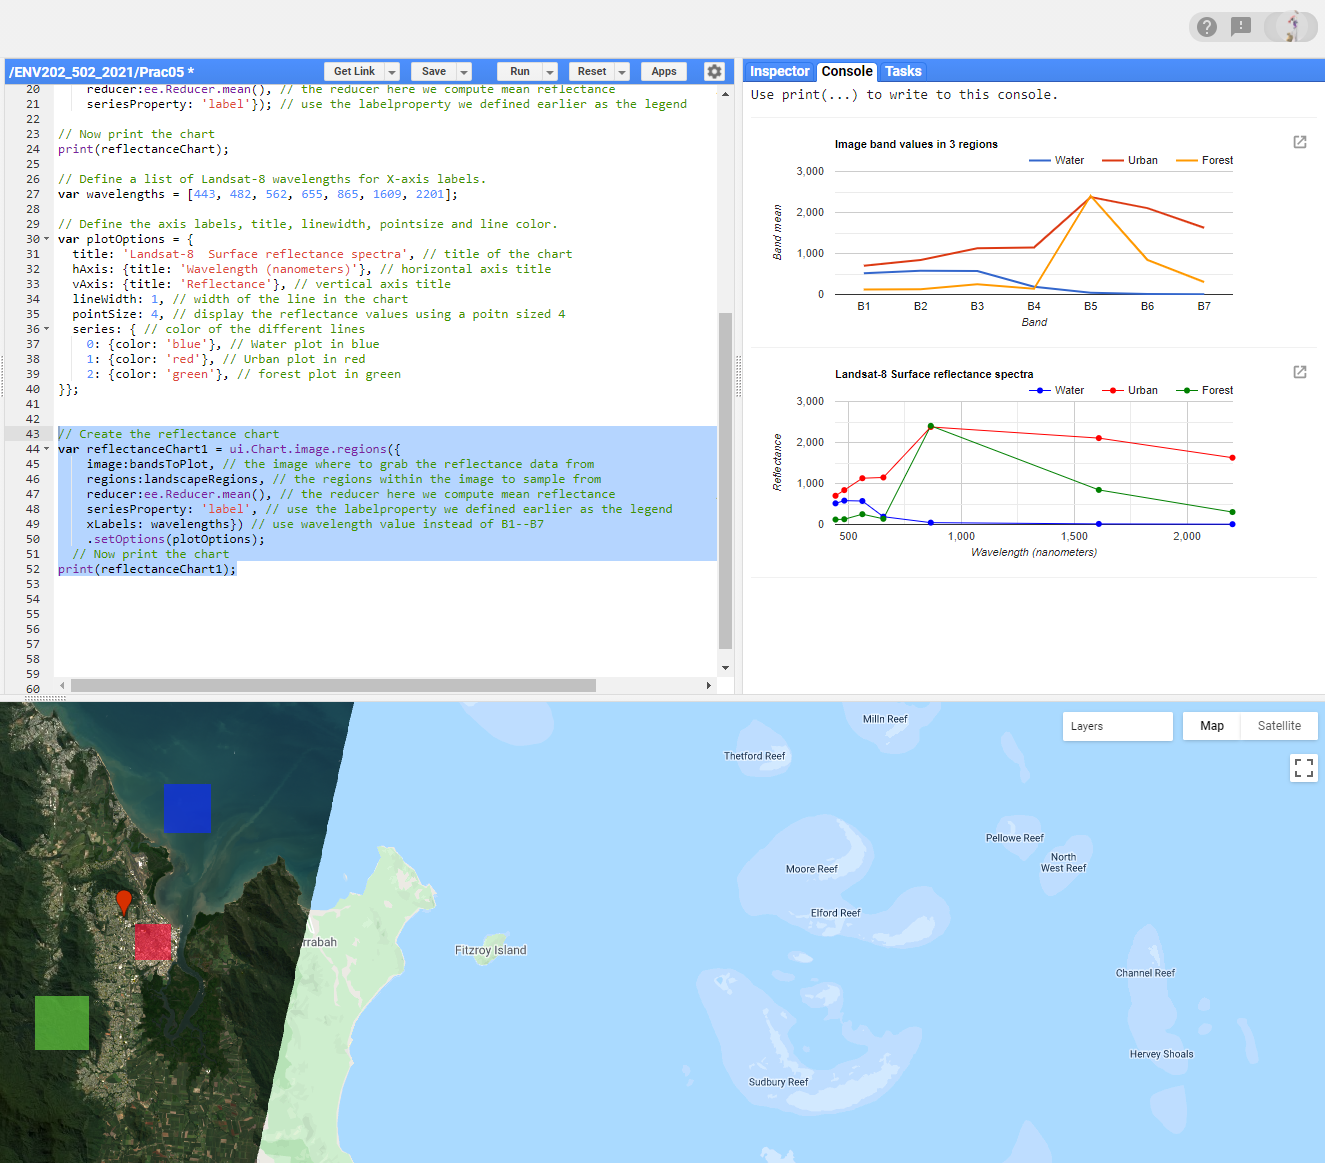 /ENV202_502_2021/Prac05 *
Get Link Save Run Reset Apps
20 reducer:ee.Reducer.mean(), // the reducer here we compute mean reflectance
21 seriesProperty: 'label'}); // use the labelproperty we defined earlier as the legend
22
23 // Now print the chart
24 print(reflectanceChart);
25
26 // Define a list of Landsat-8 wavelengths for X-axis labels.
27 var wavelengths = [443, 482, 562, 655, 865, 1609, 2201];
28
29 // Define the axis labels, title, linewidth, pointsize and line color.
30 var plotOptions = {
31 title: 'Landsat-8  Surface reflectance spectra', // title of the chart
32 hAxis: {title: 'Wavelength (nanometers)'}, // horizontal axis title
33 vAxis: {title: 'Reflectance'}, // vertical axis title
34 lineWidth: 1, // width of the line in the chart
35 pointSize: 4, // display the reflectance values using a poitn sized 4
36 series: { // color of the different lines
37 0: {color: 'blue'}, // Water plot in blue
38 1: {color: 'red'}, // Urban plot in red
39 2: {color: 'green'}, // forest plot in green
40 }};
41
42
43 // Create the reflectance chart
44 var reflectanceChart1 = ui.Chart.image.regions({
45 image:bandsToPlot, // the image where to grab the reflectance data from
46 regions:landscapeRegions, // the regions within the image to sample from
47 reducer:ee.Reducer.mean(), // the reducer here we compute mean reflectance
48 seriesProperty: 'label', // use the labelproperty we defined earlier as the legend
49 xLabels: wavelengths}) // use wavelength value instead of B1--B7
50 .setOptions(plotOptions);
51 // Now print the chart
52 print(reflectanceChart1);
53
54
55
56
57
58
59
60
Inspector Console Tasks
Use print(...) to write to this console.
Image band values in 3 regions
Water Urban Forest
3,000
2,000
1,000
0
Band mean
B1 B2 B3 B4 B5 B6 B7
Band
Landsat-8 Surface reflectance spectra
Water Urban Forest
3,000
2,000
1,000
0
Reflectance
500 1,000 1,500 2,000
Wavelength (nanometers)
Layers
Map Satellite
Milln Reef
Thetford Reef
Pellowe Reef
North
West Reef
Moore Reef
Elford Reef
rrabah
Fitzroy Island
Channel Reef
Hervey Shoals
Sudbury Reef